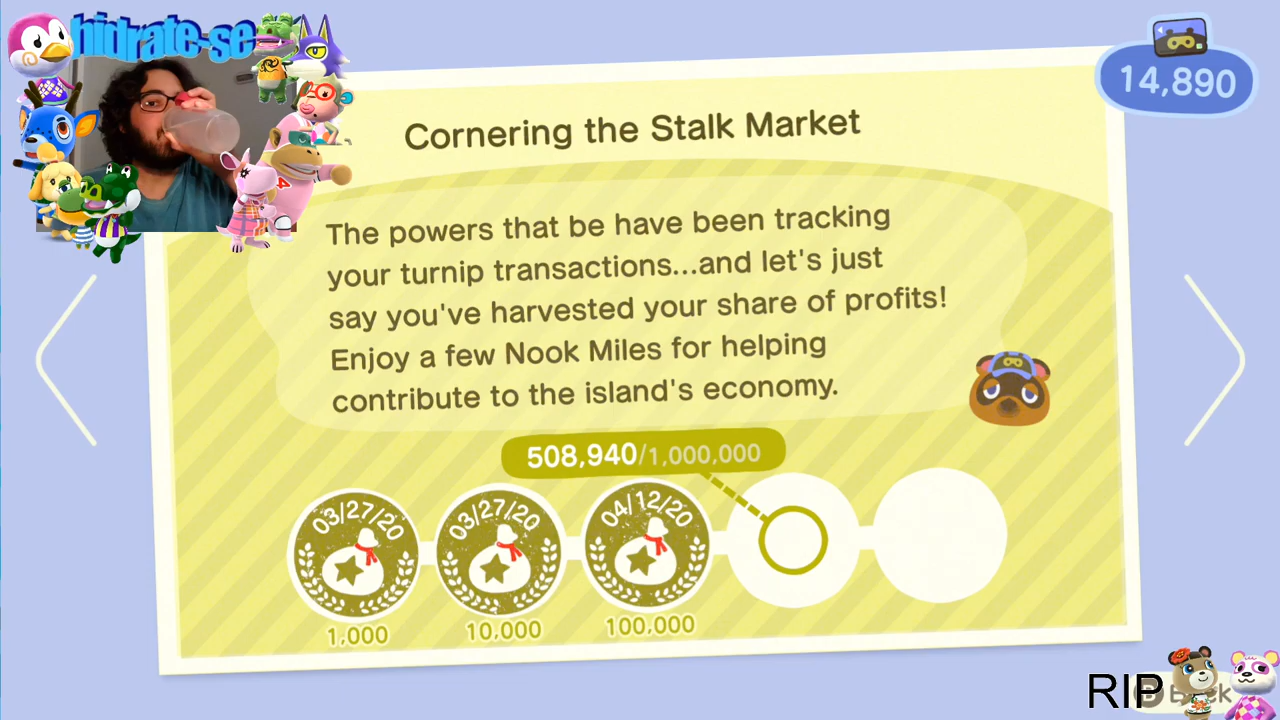 hidrate-se
14,890
Cornering the Stalk Market
The powers that be have been tracking
your turnip transactions...and let's just
say you've harvested your share of profits!
Enjoy a few Nook Miles for helping
contribute to the island's economy.
508,940/1,000,000
03/27/20
03/27/20
04/12/20
1,000
10,000
100,000
RIP